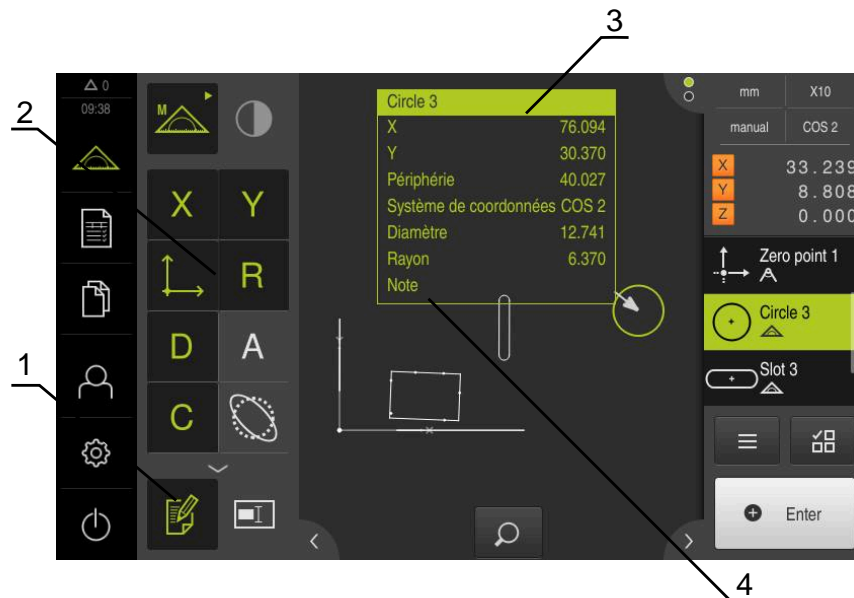 3
0
mm X10
2
09:38
M
Circle 3
manual COS 2
X 76.094
Y 30.370
X 33.239
Périphérie 40.027
Y 8.808
X Y
Système de coordonnées COS 2
Z 0.000
Diamètre 12.741
Rayon 6.370
Zero point 1
R
Note
Circle 3
D A
1
Slot 3
C
Enter
4